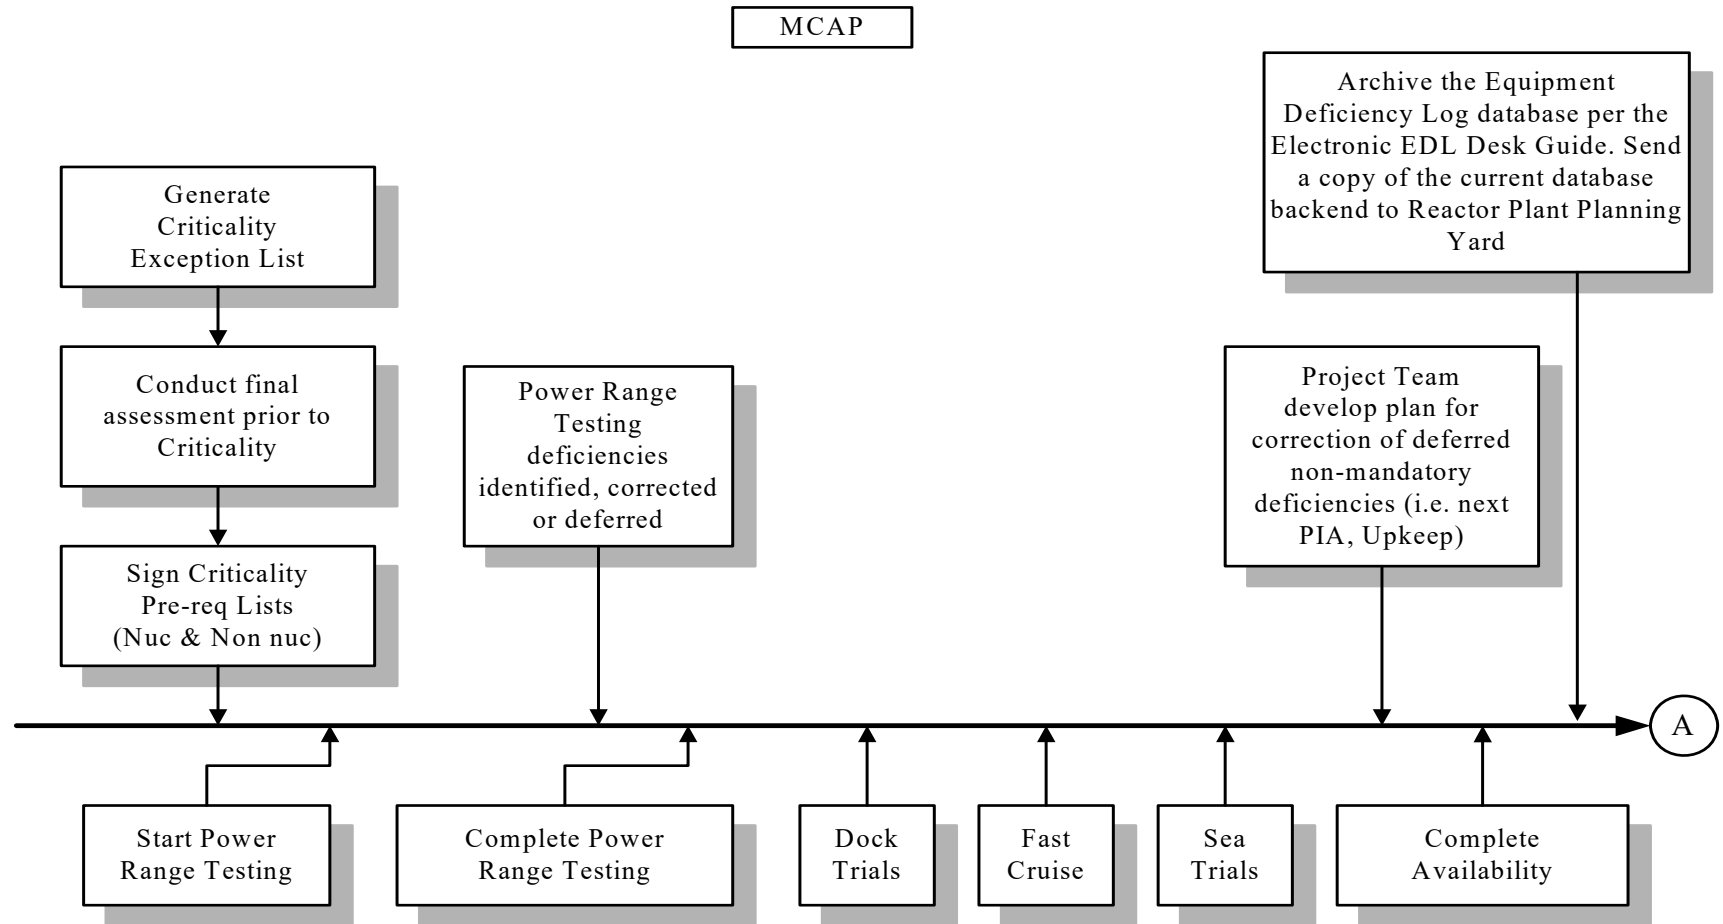 MCAP
Archive the Equipment
Deficiency Log database per the
Electronic EDL Desk Guide. Send
a copy of the current database
backend to Reactor Plant Planning
Yard
Generate
Criticality
Exception List
Conduct final
assessment prior to
Criticality
Sign Criticality
Pre-req Lists
(Nuc & Non nuc)
Power Range
Testing
deficiencies
identified, corrected
or deferred
Project Team
develop plan for
correction of deferred
non-mandatory
deficiencies (i.e. next
PIA, Upkeep)
A
Start Power
Range Testing
Complete Power
Range Testing
Dock
Trials
Fast
Cruise
Sea
Trials
Complete
Availability